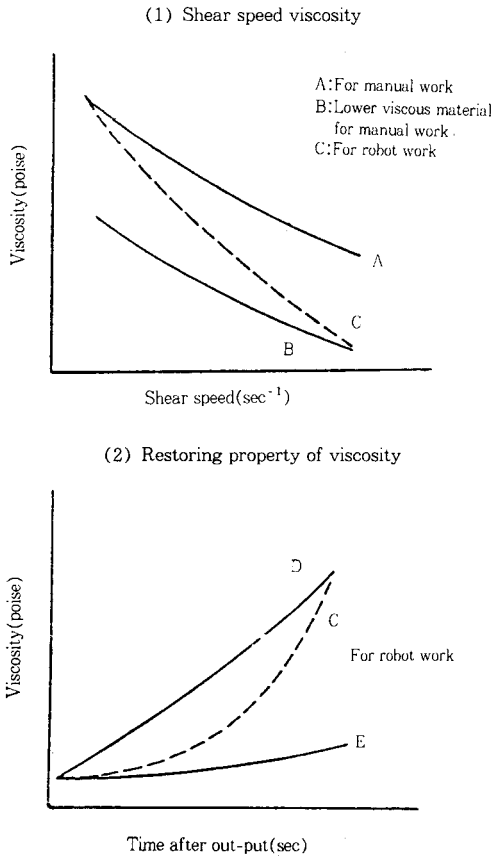 (1) Shear speed viscosity
A:For manual work
B:Lower viscous material
for manual work.
C:For robot work
Viscosity(poise)
A
C
B
Shear speed(sec⁻¹)
(2) Restoring property of viscosity
D
C
For robot work
Viscosity(poise)
E
Time after out-put(sec)